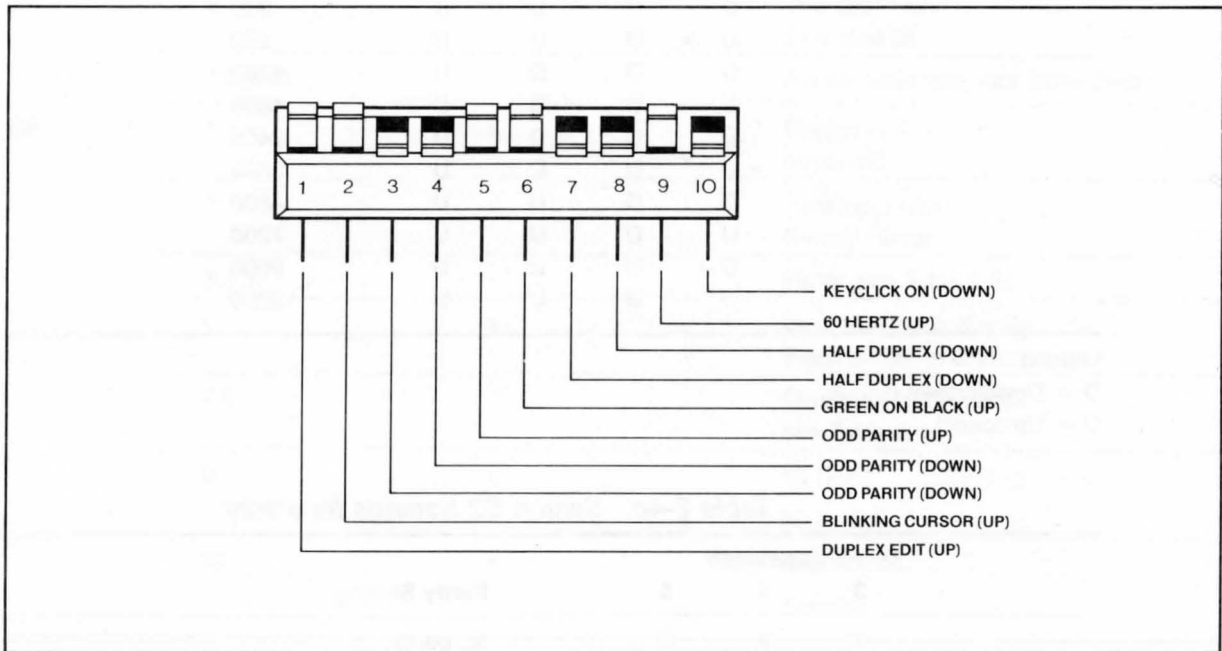 1 2 3 4 5 6 7 8 9 10
KEYCLICK ON (DOWN)
60 HERTZ (UP)
HALF DUPLEX (DOWN)
HALF DUPLEX (DOWN)
GREEN ON BLACK (UP)
ODD PARITY (UP)
ODD PARITY (DOWN)
ODD PARITY (DOWN)
BLINKING CURSOR (UP)
DUPLEX EDIT (UP)